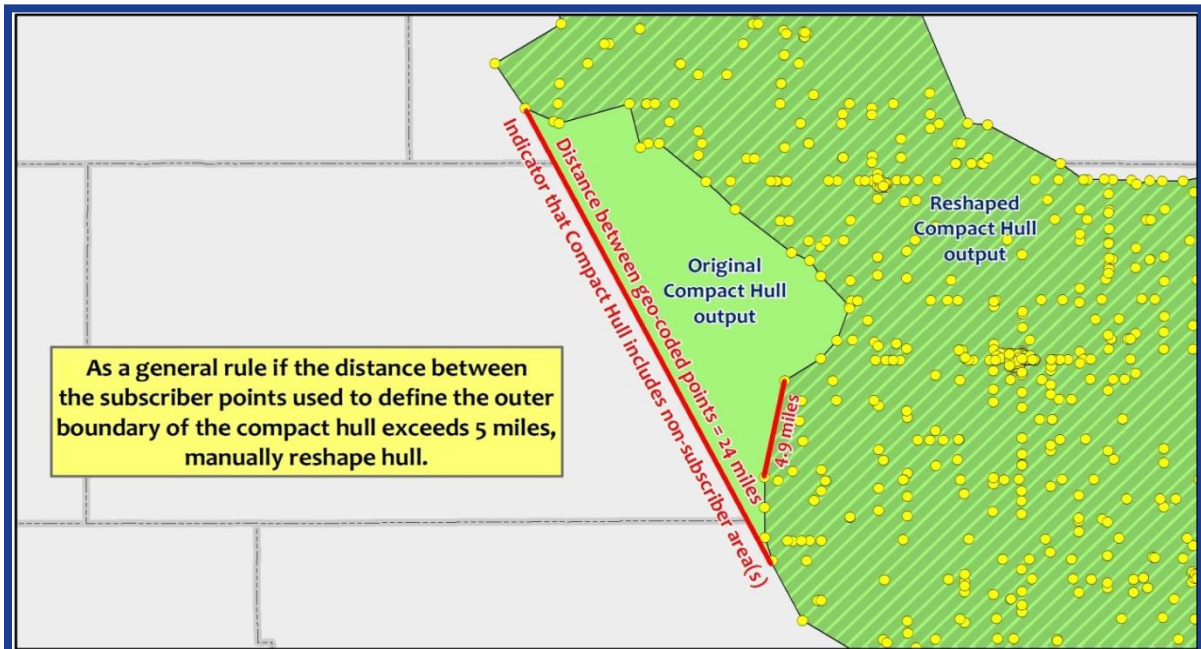 Distance between geo-coded points = 24 miles
Indicator that Compact Hull includes non-subscriber area(s)
Reshaped
Compact Hull
output
Original
Compact Hull
output
4.9 miles
As a general rule if the distance between
the subscriber points used to define the outer
boundary of the compact hull exceeds 5 miles,
manually reshape hull.